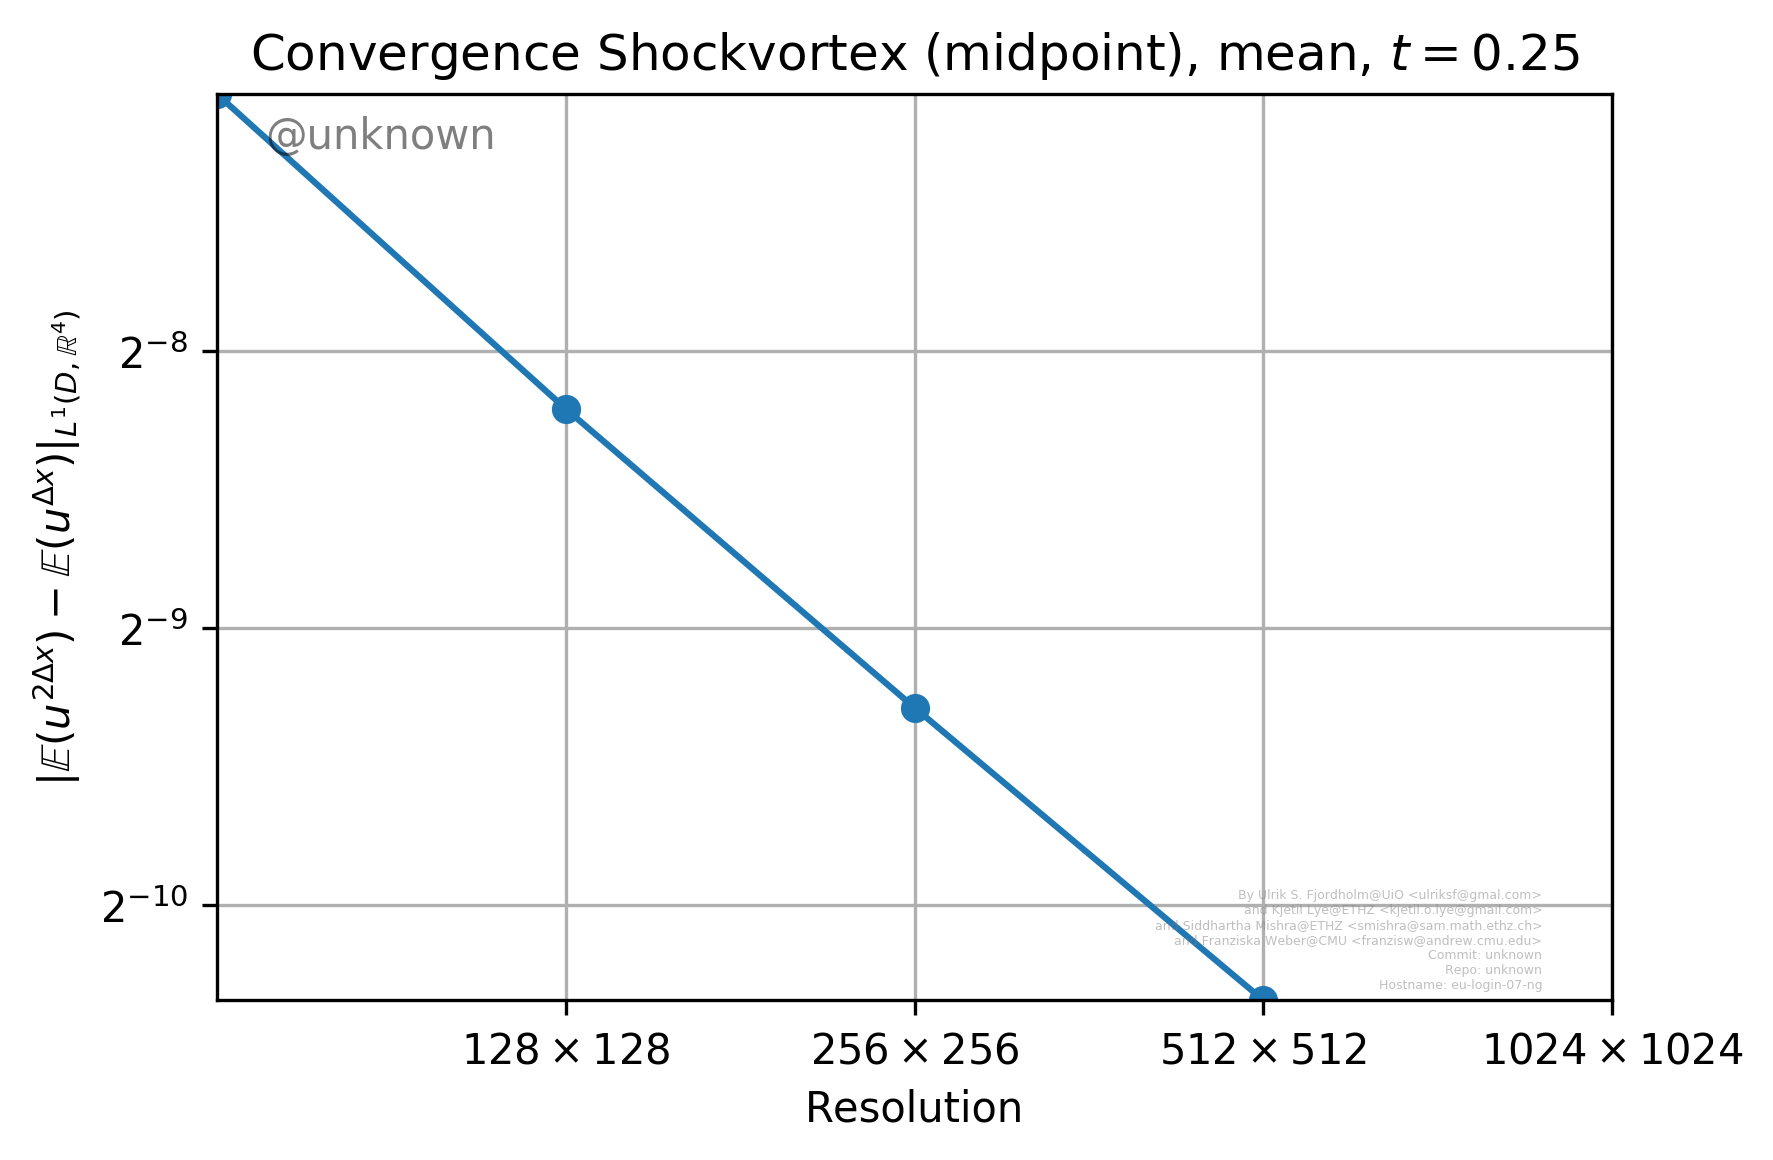 Convergence Shockvortex (midpoint), mean, t = 0.25
@unknown
|𝔼(u^{2Δx}) − 𝔼(u^{Δx})|_{L^1(D, ℝ^4)}
2^{−8}
2^{−9}
2^{−10}
By Ulrik S. Fjordholm@UiO <ulriksf@gmal.com>
and Kjetil Lye@ETHZ <kjetil.o.lye@gmail.com>
and Siddhartha Mishra@ETHZ <smishra@sam.math.ethz.ch>
and Franziska Weber@CMU <franzisw@andrew.cmu.edu>
Commit: unknown
Repo: unknown
Hostname: eu-login-07-ng
128 × 128 256 × 256 512 × 512 1024 × 1024
Resolution